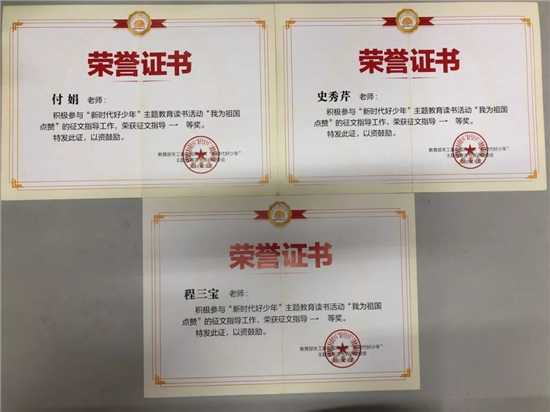 荣誉证书
付娟 老师：
积极参与“新时代好少年”主题教育读书活动“我为祖国
点赞”的征文指导工作，荣获征文指导 一 等奖。
特发此证，以资鼓励。
荣誉证书
史秀芹 老师：
积极参与“新时代好少年”主题教育读书活动“我为祖国
点赞”的征文指导工作，荣获征文指导 一 等奖。
特发此证，以资鼓励。
荣誉证书
程三宝 老师：
积极参与“新时代好少年”主题教育读书活动“我为祖国
点赞”的征文指导工作，荣获征文指导 一 等奖。
特发此证，以资鼓励。